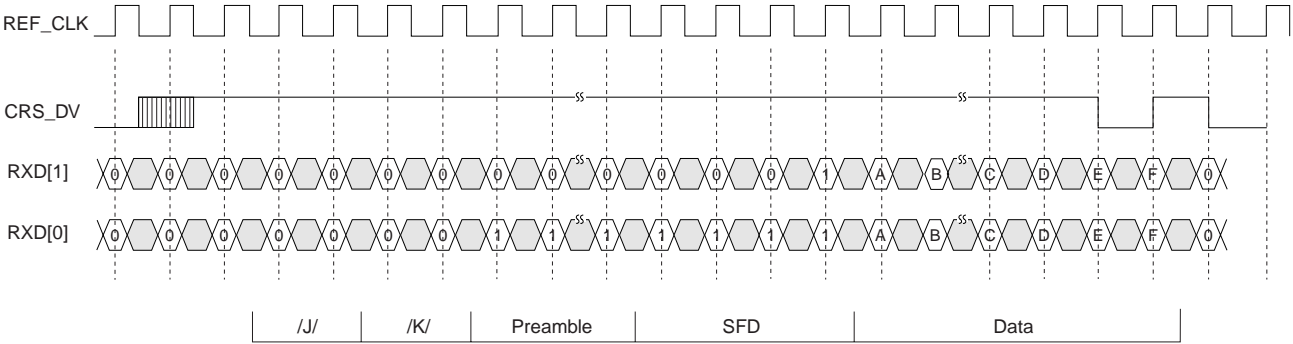 REF_CLK
CRS_DV
RXD[1] 0 0 0 0 0 0 0 0 0 0 0 0 0 1 A B C D E F 0
RXD[0] 0 0 0 0 0 0 0 1 1 1 1 1 1 1 A B C D E F 0
/J/ /K/ Preamble SFD Data